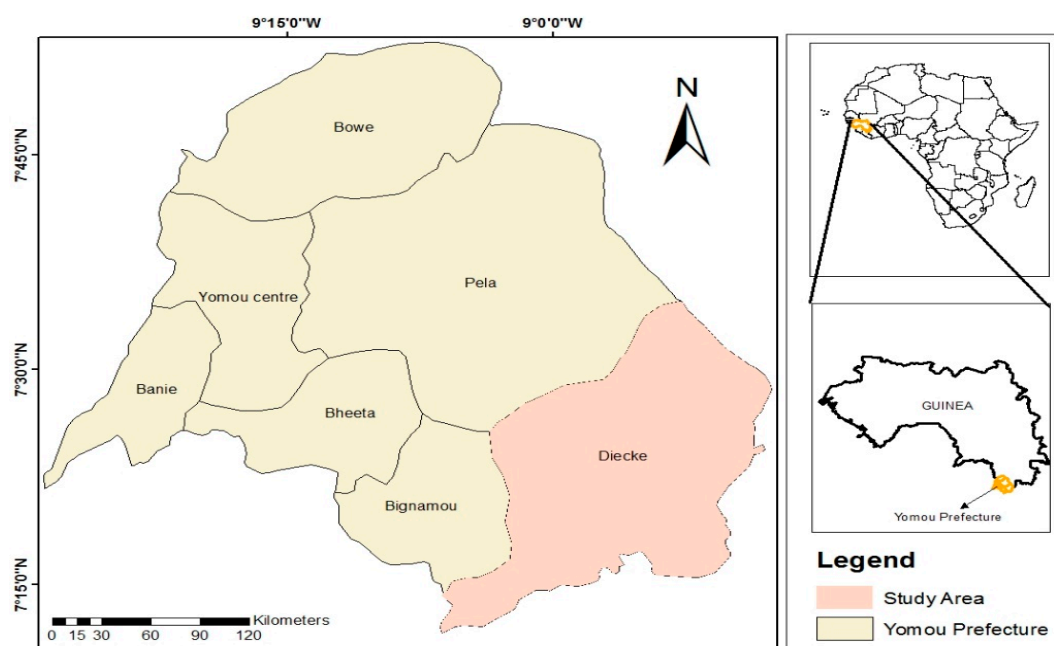 9°15'0"W
9°0'0"W
7°45'0"N
7°30'0"N
7°15'0"N
N
Bowe
Pela
Yomou centre
Banie
Bheeta
Diecke
Bignamou
Kilometers
0 15 30 60 90 120
GUINEA
Yomou Prefecture
Legend
Study Area
Yomou Prefecture